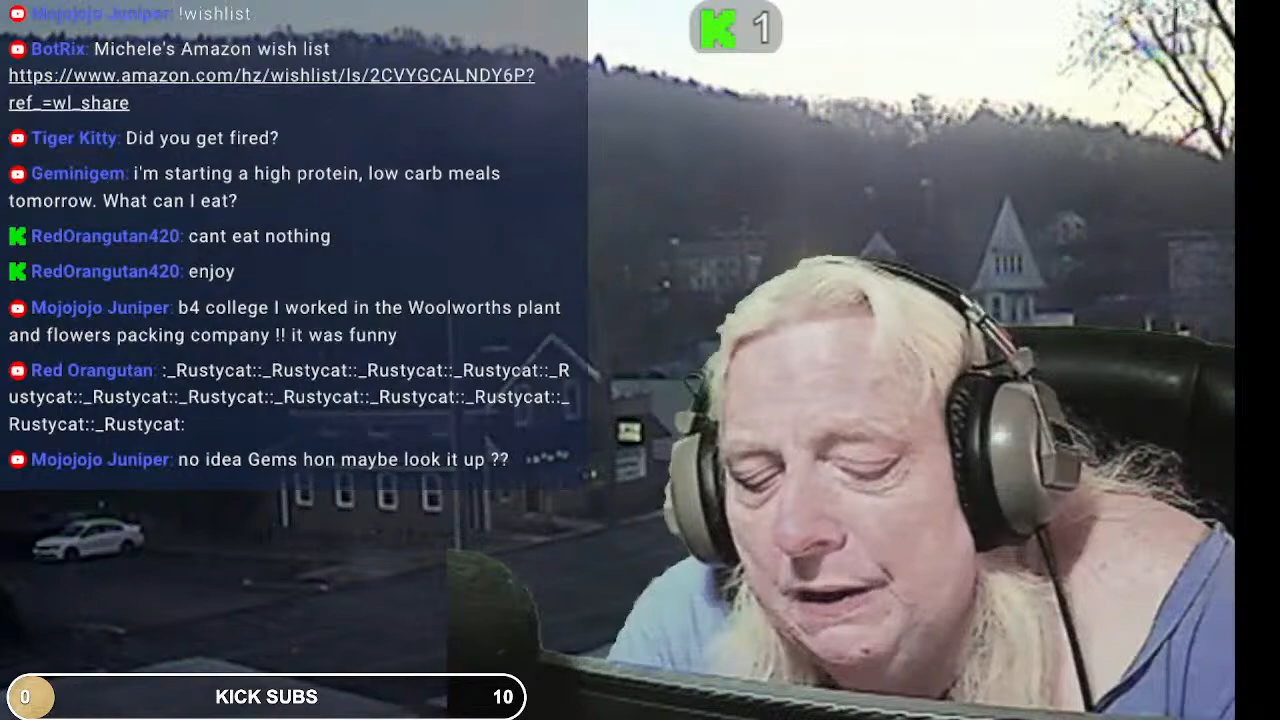 Mojojojo Juniper: !wishlist
K 1
BotRix: Michele's Amazon wish list
https://www.amazon.com/hz/wishlist/ls/2CVYGCALNDY6P?
ref_=wl_share
Tiger Kitty: Did you get fired?
Geminigem: i'm starting a high protein, low carb meals
tomorrow. What can I eat?
K RedOrangutan420: cant eat nothing
K RedOrangutan420: enjoy
Mojojojo Juniper: b4 college I worked in the Woolworths plant
and flowers packing company !! it was funny
Red Orangutan: :_Rustycat::_Rustycat::_Rustycat::_Rustycat::_R
ustycat::_Rustycat::_Rustycat::_Rustycat::_Rustycat::_Rustycat::_
Rustycat::_Rustycat:
Mojojojo Juniper: no idea Gems hon maybe look it up ??
0 KICK SUBS 10